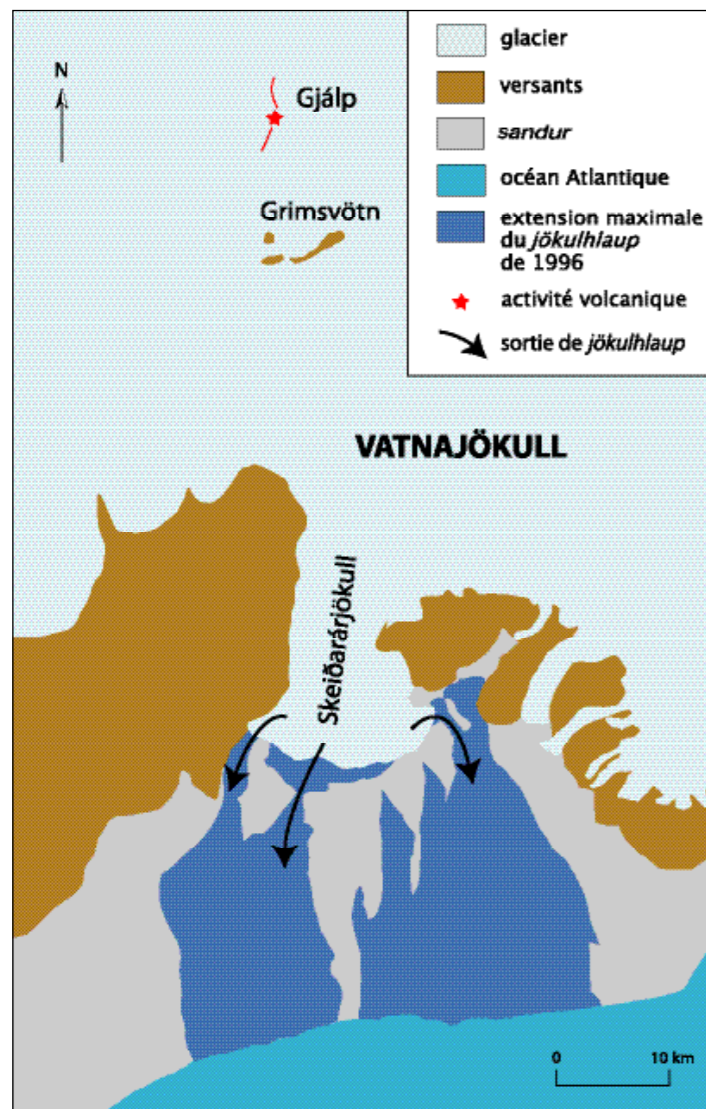 N
Gjálp
Grimsvötn
glacier
versants
sandur
océan Atlantique
extension maximale
du jökulhlaup
de 1996
activité volcanique
sortie de jökulhlaup
VATNAJÖKULL
Skeiðarárjökull
0 10 km